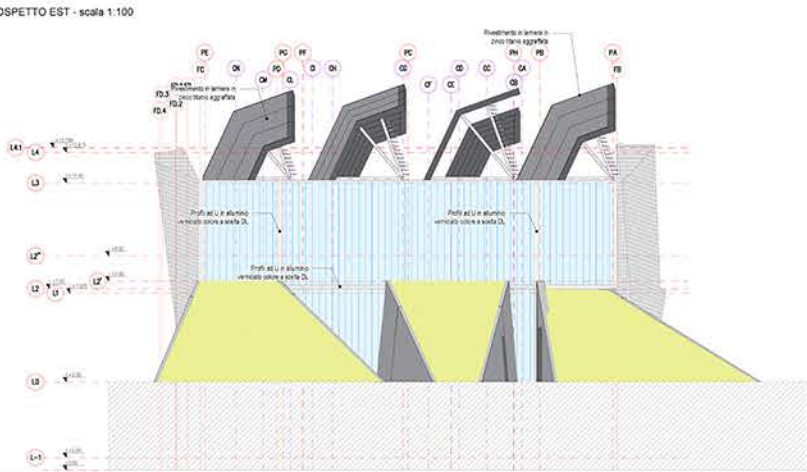 OSPETTO EST - scala 1:100
Rivestimento in lamiera in
zinco titanio aggraffata
PE
PG
PF
PC
PH
PB
PA
FC
CN
CM
PD
CL
CI
CH
CG
CF
CE
CD
CC
CB
CA
FB
FD.3
FD.2
FD.4
Rivestimento in lamiera in
zinco titanio aggraffata
L4.1
L4
L3
Profili ad U in alluminio
verniciato colore a scelta DL
Profili ad U in alluminio
verniciato colore a scelta DL
L2"
Profili ad U in alluminio
verniciato colore a scelta DL
L2'
L2
L1
L0
L-1